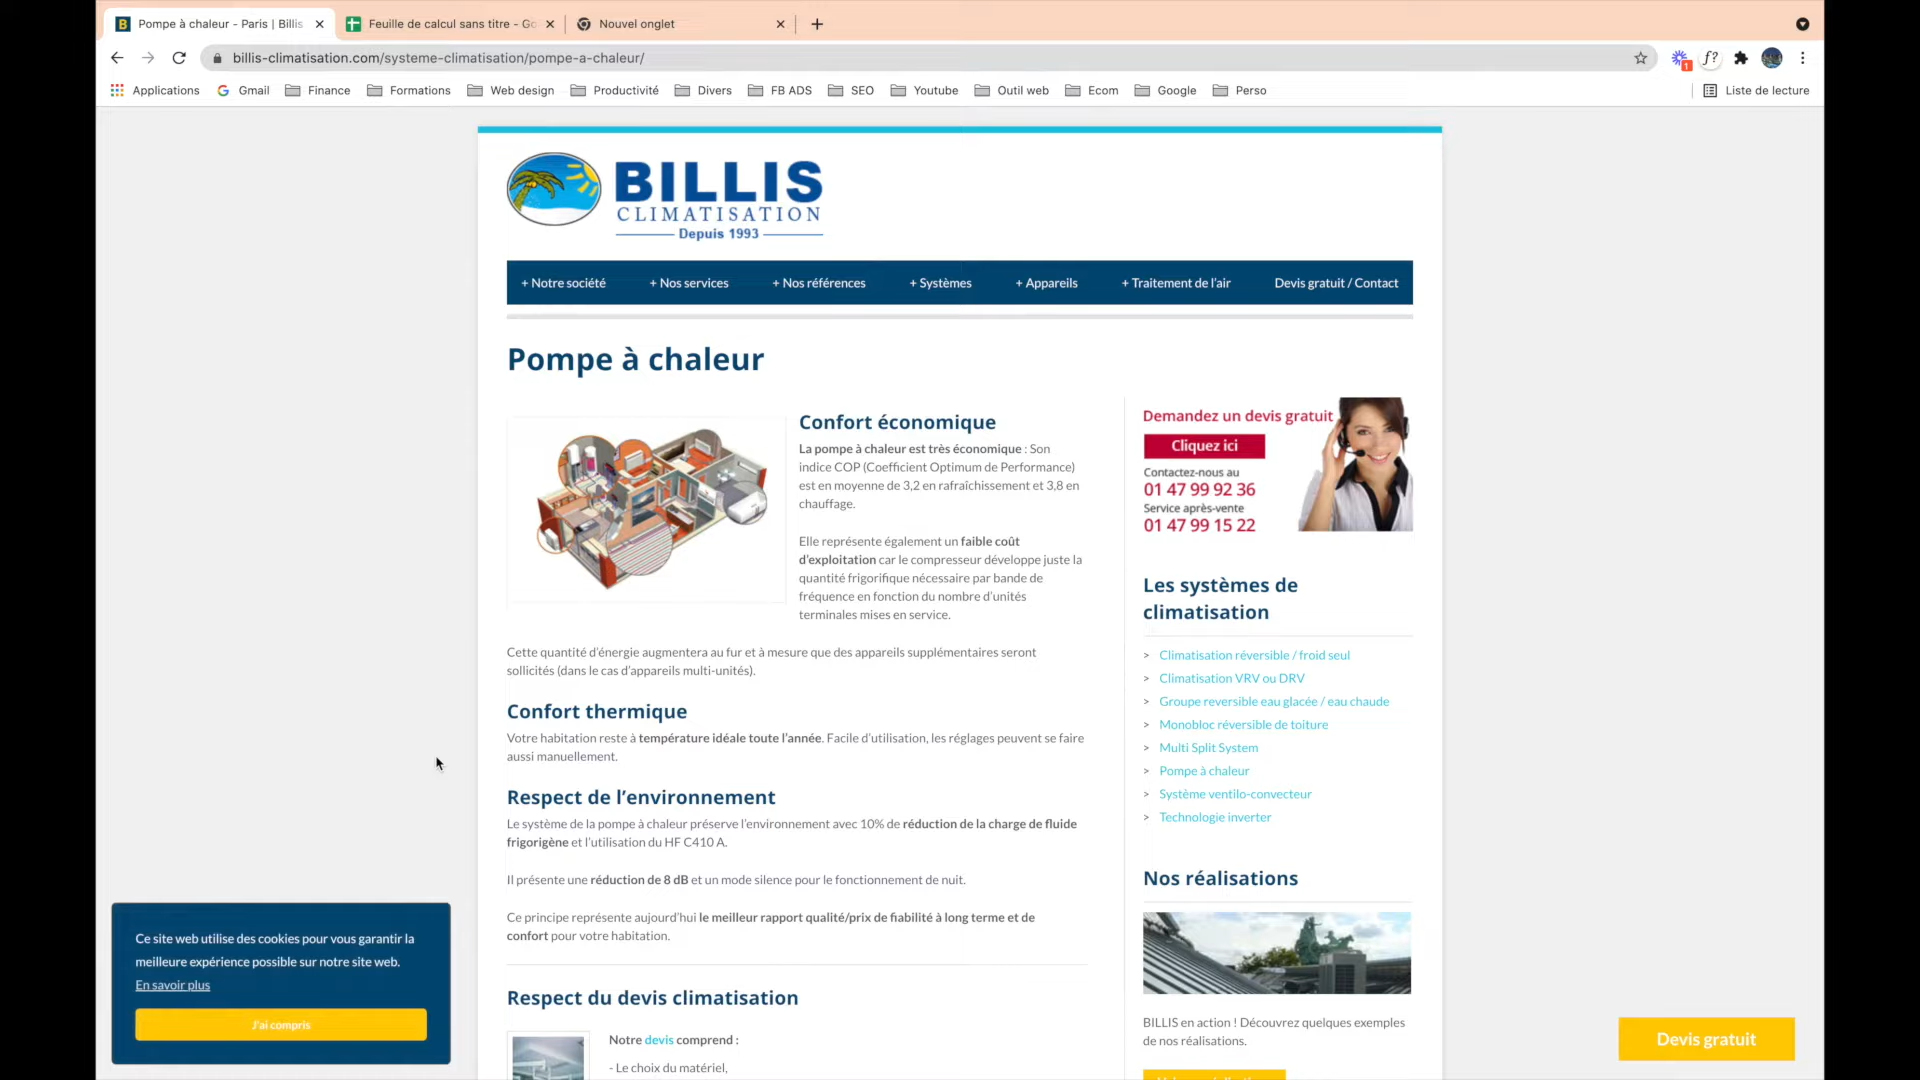 Pompe à chaleur - Paris | Billis
Feuille de calcul sans titre - Go
Nouvel onglet
billis-climatisation.com/systeme-climatisation/pompe-a-chaleur/
f?
1
Applications
Gmail
Finance
Formations
Web design
Productivité
Divers
FB ADS
SEO
Youtube
Outil web
Ecom
Google
Perso
Liste de lecture
BILLIS
CLIMATISATION
Depuis 1993
+ Notre société
+ Nos services
+ Nos références
+ Systèmes
+ Appareils
+ Traitement de l’air
Devis gratuit / Contact
Pompe à chaleur
Confort économique
La pompe à chaleur est très économique : Son
indice COP (Coefficient Optimum de Performance)
est en moyenne de 3,2 en rafraîchissement et 3,8 en
chauffage.
Elle représente également un faible coût
d’exploitation car le compresseur développe juste la
quantité frigorifique nécessaire par bande de
fréquence en fonction du nombre d’unités
terminales mises en service.
Cette quantité d’énergie augmentera au fur et à mesure que des appareils supplémentaires seront
sollicités (dans le cas d’appareils multi-unités).
Confort thermique
Votre habitation reste à température idéale toute l’année. Facile d’utilisation, les réglages peuvent se faire
aussi manuellement.
Respect de l’environnement
Le système de la pompe à chaleur préserve l’environnement avec 10% de réduction de la charge de fluide
frigorigène et l’utilisation du HF C410 A.
Il présente une réduction de 8 dB et un mode silence pour le fonctionnement de nuit.
Ce principe représente aujourd’hui le meilleur rapport qualité/prix de fiabilité à long terme et de
confort pour votre habitation.
Respect du devis climatisation
Notre devis comprend :
- Le choix du matériel,
Demandez un devis gratuit
Cliquez ici
Contactez-nous au
01 47 99 92 36
Service après-vente
01 47 99 15 22
Les systèmes de
climatisation
> Climatisation réversible / froid seul
> Climatisation VRV ou DRV
> Groupe reversible eau glacée / eau chaude
> Monobloc réversible de toiture
> Multi Split System
> Pompe à chaleur
> Système ventilo-convecteur
> Technologie inverter
Nos réalisations
BILLIS en action ! Découvrez quelques exemples
de nos réalisations.
Ce site web utilise des cookies pour vous garantir la
meilleure expérience possible sur notre site web.
En savoir plus
J'ai compris
Devis gratuit